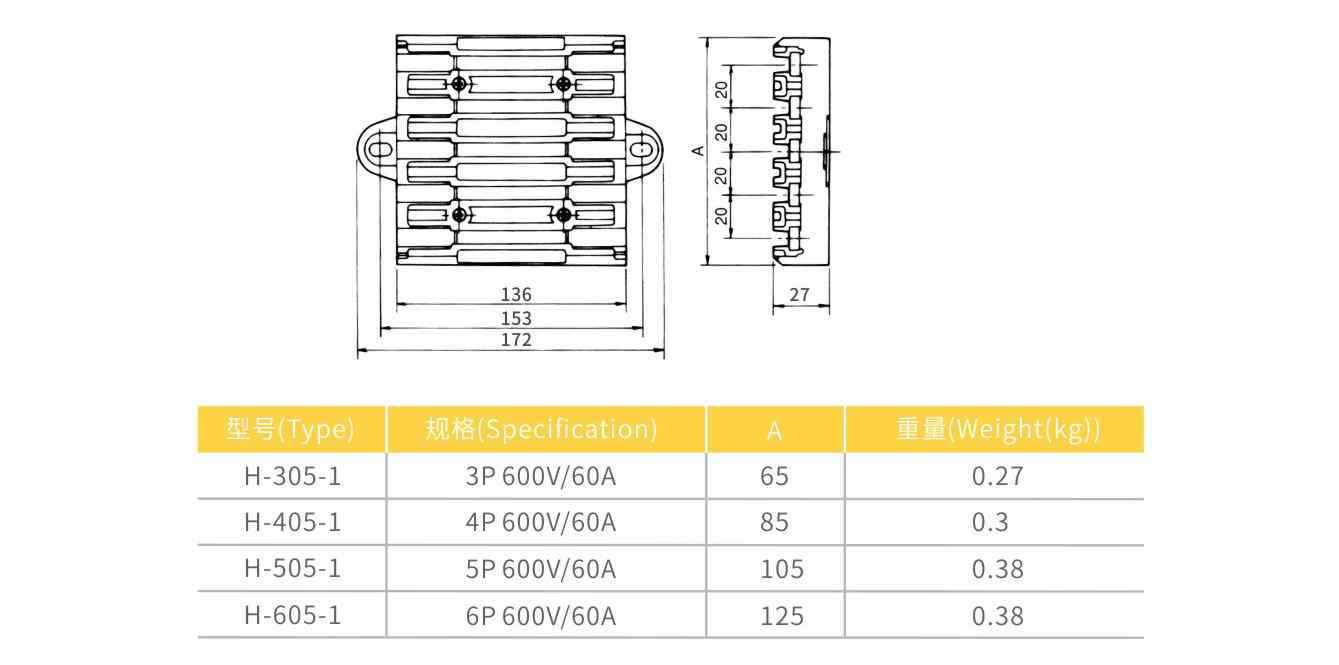 20
20
A
20
20
136
27
153
172
型号(Type) 规格(Specification) A 重量(Weight(kg))
H-305-1 3P 600V/60A 65 0.27
H-405-1 4P 600V/60A 85 0.3
H-505-1 5P 600V/60A 105 0.38
H-605-1 6P 600V/60A 125 0.38